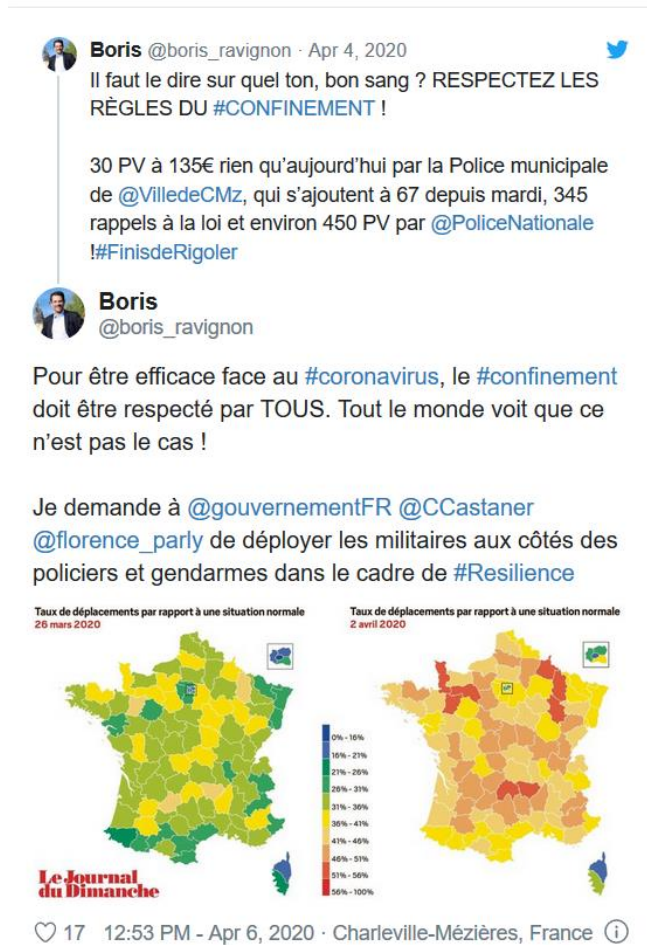 Boris @boris_ravignon · Apr 4, 2020
Il faut le dire sur quel ton, bon sang ? RESPECTEZ LES
RÈGLES DU #CONFINEMENT !
30 PV à 135€ rien qu'aujourd'hui par la Police municipale
de @VilledeCMz, qui s'ajoutent à 67 depuis mardi, 345
rappels à la loi et environ 450 PV par @PoliceNationale
!#FinisdeRigoler
Boris
@boris_ravignon
Pour être efficace face au #coronavirus, le #confinement
doit être respecté par TOUS. Tout le monde voit que ce
n'est pas le cas !
Je demande à @gouvernementFR @CCastaner
@florence_parly de déployer les militaires aux côtés des
policiers et gendarmes dans le cadre de #Resilience
Taux de déplacements par rapport à une situation normale
26 mars 2020
Taux de déplacements par rapport à une situation normale
2 avril 2020
0% - 16%
16% - 21%
21% - 26%
26% - 31%
31% - 36%
36% - 41%
41% - 46%
46% - 51%
51% - 56%
56% - 100%
Le Journal
du Dimanche
17 12:53 PM - Apr 6, 2020 · Charleville-Mézières, France